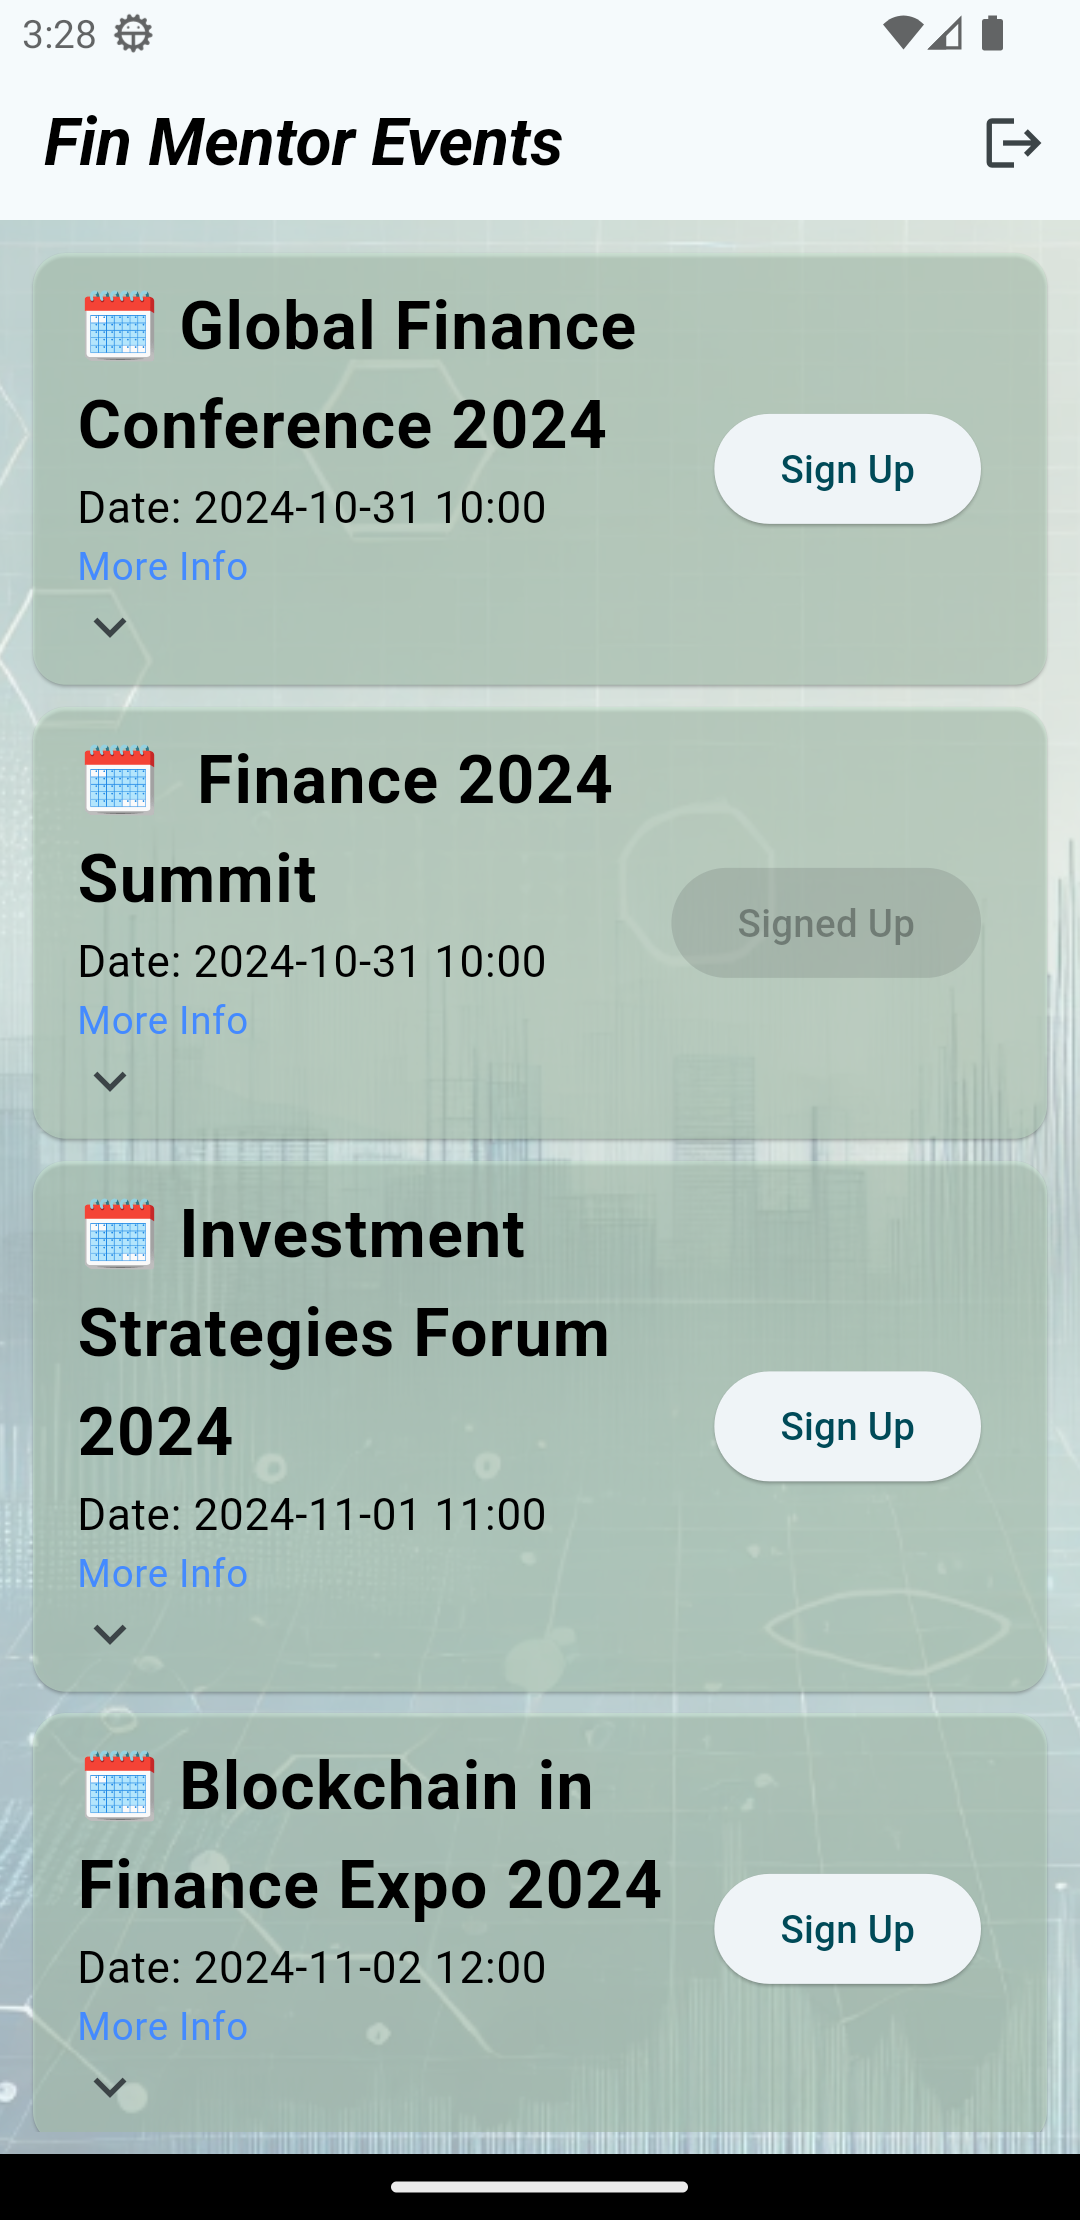 3:28
Fin Mentor Events
Global Finance
Conference 2024
Date: 2024-10-31 10:00
More Info
Sign Up
Finance 2024
Summit
Date: 2024-10-31 10:00
More Info
Signed Up
Investment
Strategies Forum
2024
Date: 2024-11-01 11:00
More Info
Sign Up
Blockchain in
Finance Expo 2024
Date: 2024-11-02 12:00
More Info
Sign Up